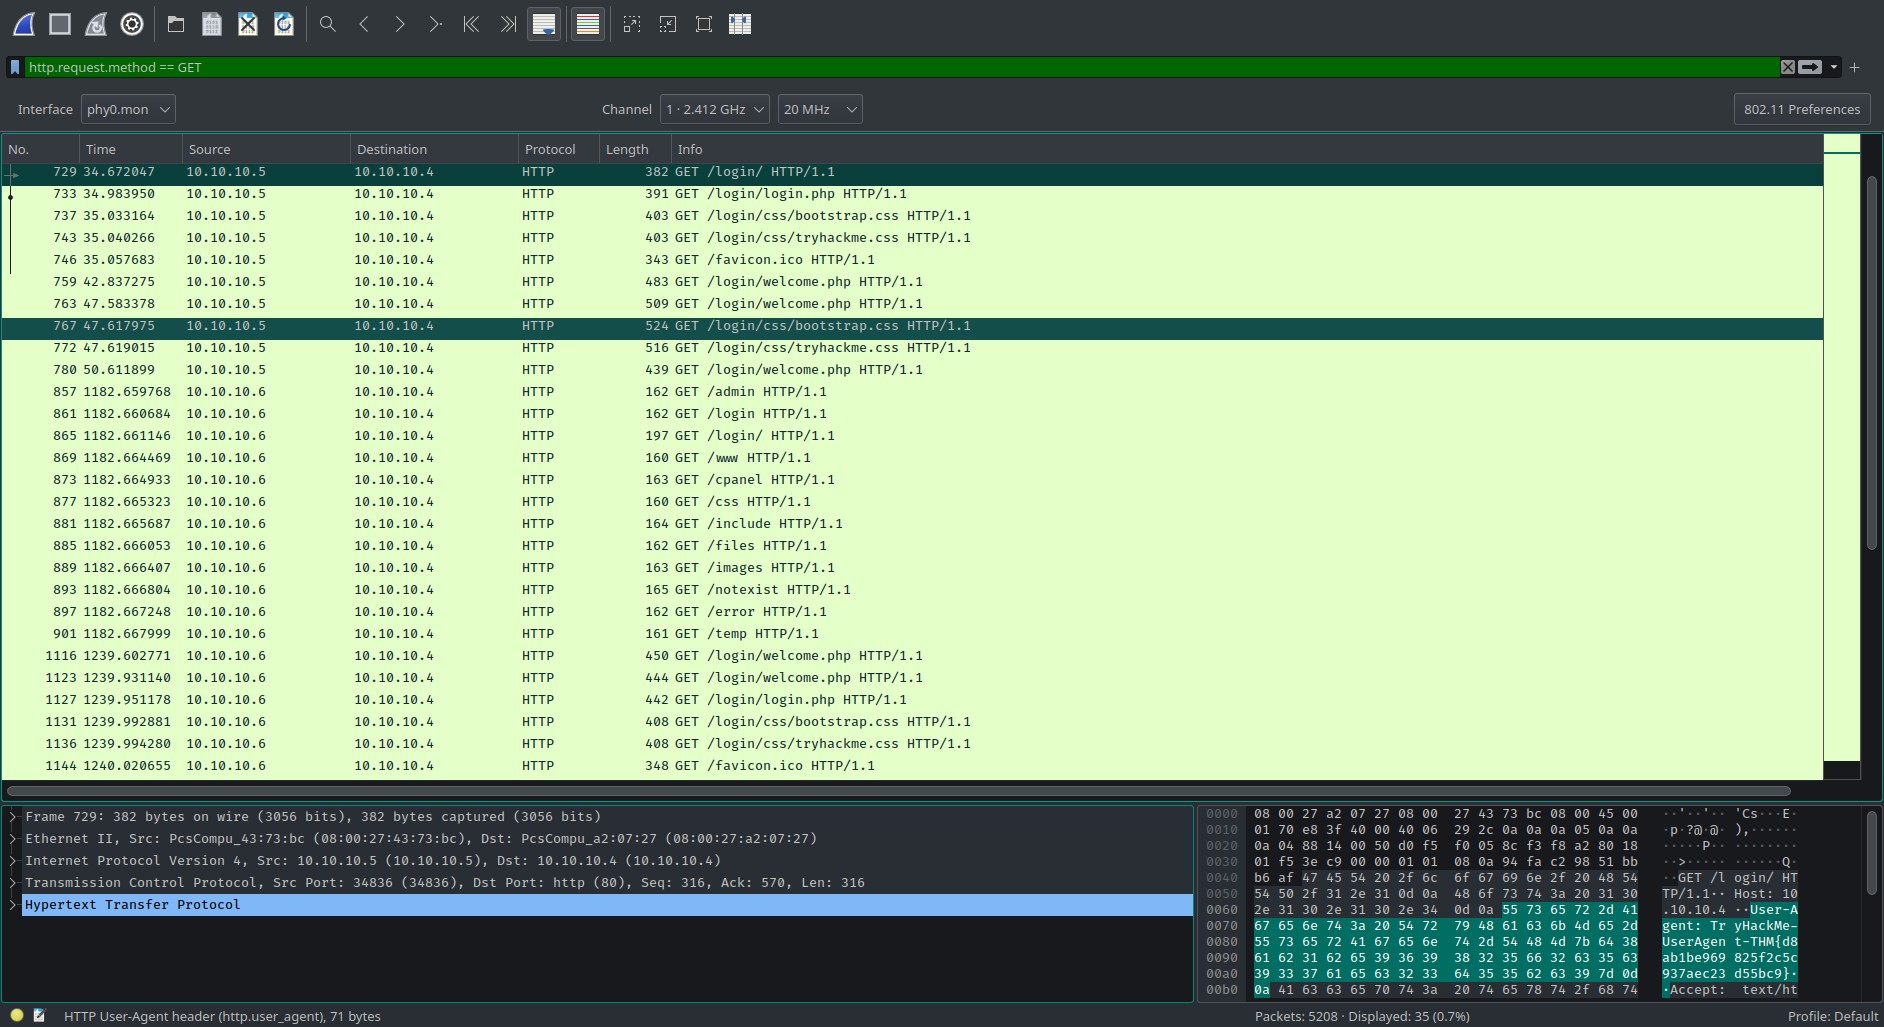 http.request.method == GET
Interface phy0.mon Channel 1 · 2.412 GHz 20 MHz 802.11 Preferences
No. Time Source Destination Protocol Length Info
729 34.672047 10.10.10.5 10.10.10.4 HTTP 382 GET /login/ HTTP/1.1
733 34.983950 10.10.10.5 10.10.10.4 HTTP 391 GET /login/login.php HTTP/1.1
737 35.033164 10.10.10.5 10.10.10.4 HTTP 403 GET /login/css/bootstrap.css HTTP/1.1
743 35.040266 10.10.10.5 10.10.10.4 HTTP 403 GET /login/css/tryhackme.css HTTP/1.1
746 35.057683 10.10.10.5 10.10.10.4 HTTP 343 GET /favicon.ico HTTP/1.1
759 42.837275 10.10.10.5 10.10.10.4 HTTP 483 GET /login/welcome.php HTTP/1.1
763 47.583378 10.10.10.5 10.10.10.4 HTTP 509 GET /login/welcome.php HTTP/1.1
767 47.617975 10.10.10.5 10.10.10.4 HTTP 524 GET /login/css/bootstrap.css HTTP/1.1
772 47.619015 10.10.10.5 10.10.10.4 HTTP 516 GET /login/css/tryhackme.css HTTP/1.1
780 50.611899 10.10.10.5 10.10.10.4 HTTP 439 GET /login/welcome.php HTTP/1.1
857 1182.659768 10.10.10.6 10.10.10.4 HTTP 162 GET /admin HTTP/1.1
861 1182.660684 10.10.10.6 10.10.10.4 HTTP 162 GET /login HTTP/1.1
865 1182.661146 10.10.10.6 10.10.10.4 HTTP 197 GET /login/ HTTP/1.1
869 1182.664469 10.10.10.6 10.10.10.4 HTTP 160 GET /www HTTP/1.1
873 1182.664933 10.10.10.6 10.10.10.4 HTTP 163 GET /cpanel HTTP/1.1
877 1182.665323 10.10.10.6 10.10.10.4 HTTP 160 GET /css HTTP/1.1
881 1182.665687 10.10.10.6 10.10.10.4 HTTP 164 GET /include HTTP/1.1
885 1182.666053 10.10.10.6 10.10.10.4 HTTP 162 GET /files HTTP/1.1
889 1182.666407 10.10.10.6 10.10.10.4 HTTP 163 GET /images HTTP/1.1
893 1182.666804 10.10.10.6 10.10.10.4 HTTP 165 GET /notexist HTTP/1.1
897 1182.667248 10.10.10.6 10.10.10.4 HTTP 162 GET /error HTTP/1.1
901 1182.667999 10.10.10.6 10.10.10.4 HTTP 161 GET /temp HTTP/1.1
1116 1239.602771 10.10.10.6 10.10.10.4 HTTP 450 GET /login/welcome.php HTTP/1.1
1123 1239.931140 10.10.10.6 10.10.10.4 HTTP 444 GET /login/welcome.php HTTP/1.1
1127 1239.951178 10.10.10.6 10.10.10.4 HTTP 442 GET /login/login.php HTTP/1.1
1131 1239.992881 10.10.10.6 10.10.10.4 HTTP 408 GET /login/css/bootstrap.css HTTP/1.1
1136 1239.994280 10.10.10.6 10.10.10.4 HTTP 408 GET /login/css/tryhackme.css HTTP/1.1
1144 1240.020655 10.10.10.6 10.10.10.4 HTTP 348 GET /favicon.ico HTTP/1.1
Frame 729: 382 bytes on wire (3056 bits), 382 bytes captured (3056 bits)
Ethernet II, Src: PcsCompu_43:73:bc (08:00:27:43:73:bc), Dst: PcsCompu_a2:07:27 (08:00:27:a2:07:27)
Internet Protocol Version 4, Src: 10.10.10.5 (10.10.10.5), Dst: 10.10.10.4 (10.10.10.4)
Transmission Control Protocol, Src Port: 34836 (34836), Dst Port: http (80), Seq: 316, Ack: 570, Len: 316
Hypertext Transfer Protocol
0000 08 00 27 a2 07 27 08 00 27 43 73 bc 08 00 45 00 ··'··'·· 'Cs···E·
0010 01 70 e8 3f 40 00 40 06 29 2c 0a 0a 0a 05 0a 0a ·p·?@·@· ),······
0020 0a 04 88 14 00 50 d0 f5 f0 05 8c f3 f8 a2 80 18 ·····P·· ········
0030 01 f5 3e c9 00 00 01 01 08 0a 94 fa c2 98 51 bb ··>····· ······Q·
0040 b6 af 47 45 54 20 2f 6c 6f 67 69 6e 2f 20 48 54 ··GET /l ogin/ HT
0050 54 50 2f 31 2e 31 0d 0a 48 6f 73 74 3a 20 31 30 TP/1.1·· Host: 10
0060 2e 31 30 2e 31 30 2e 34 0d 0a 55 73 65 72 2d 41 .10.10.4 ··User-A
0070 67 65 6e 74 3a 20 54 72 79 48 61 63 6b 4d 65 2d gent: Tr yHackMe-
0080 55 73 65 72 41 67 65 6e 74 2d 54 48 4d 7b 64 38 UserAgen t-THM{d8
0090 61 62 31 62 65 39 36 39 38 32 35 66 32 63 35 63 ab1be969 825f2c5c
00a0 39 33 37 61 65 63 32 33 64 35 35 62 63 39 7d 0d 937aec23 d55bc9}·
00b0 0a 41 63 63 65 70 74 3a 20 74 65 78 74 2f 68 74 ·Accept: text/ht
HTTP User-Agent header (http.user_agent), 71 bytes Packets: 5208 · Displayed: 35 (0.7%) Profile: Default